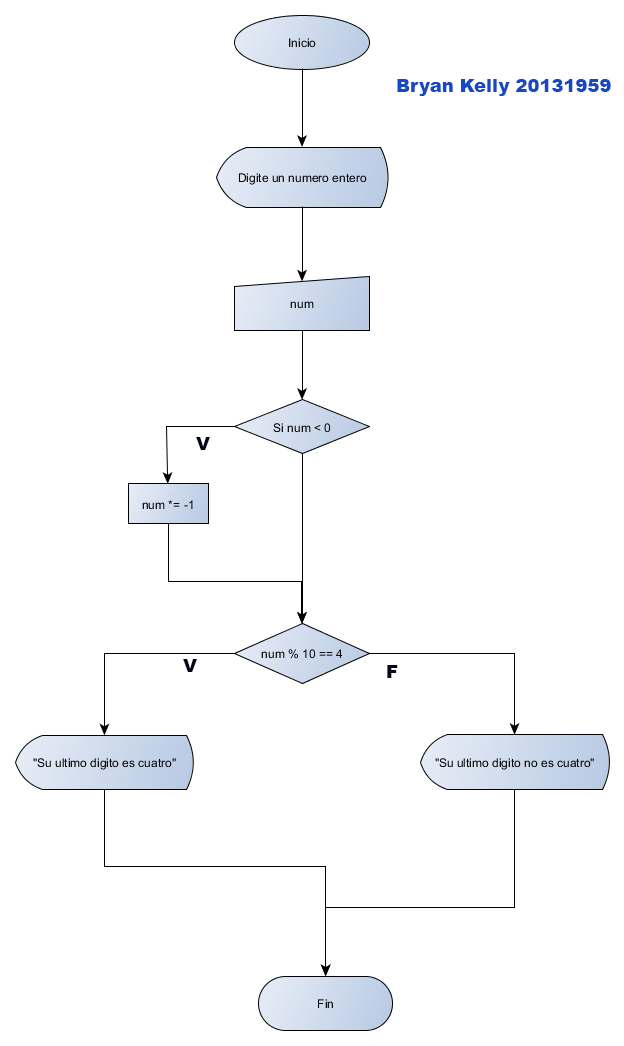 Inicio
Bryan Kelly 20131959
Digite un numero entero
num
Si num < 0
V
num *= -1
num % 10 == 4
V
F
"Su ultimo digito es cuatro"
"Su ultimo digito no es cuatro"
Fin